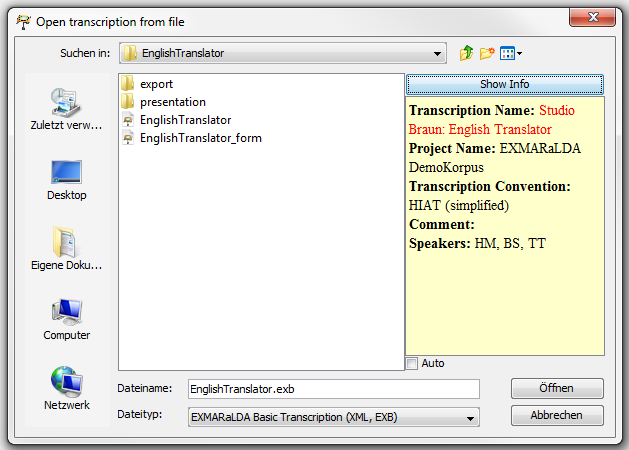 Open transcription from file
Suchen in:
EnglishTranslator
Zuletzt verw...
Desktop
Eigene Doku...
Computer
Netzwerk
export
presentation
EnglishTranslator
EnglishTranslator_form
Show Info
Transcription Name: Studio
Braun: English Translator
Project Name: EXMARaLDA
DemoKorpus
Transcription Convention:
HIAT (simplified)
Comment:
Speakers: HM, BS, TT
Auto
Dateiname:
EnglishTranslator.exb
Öffnen
Dateityp:
EXMARaLDA Basic Transcription (XML, EXB)
Abbrechen